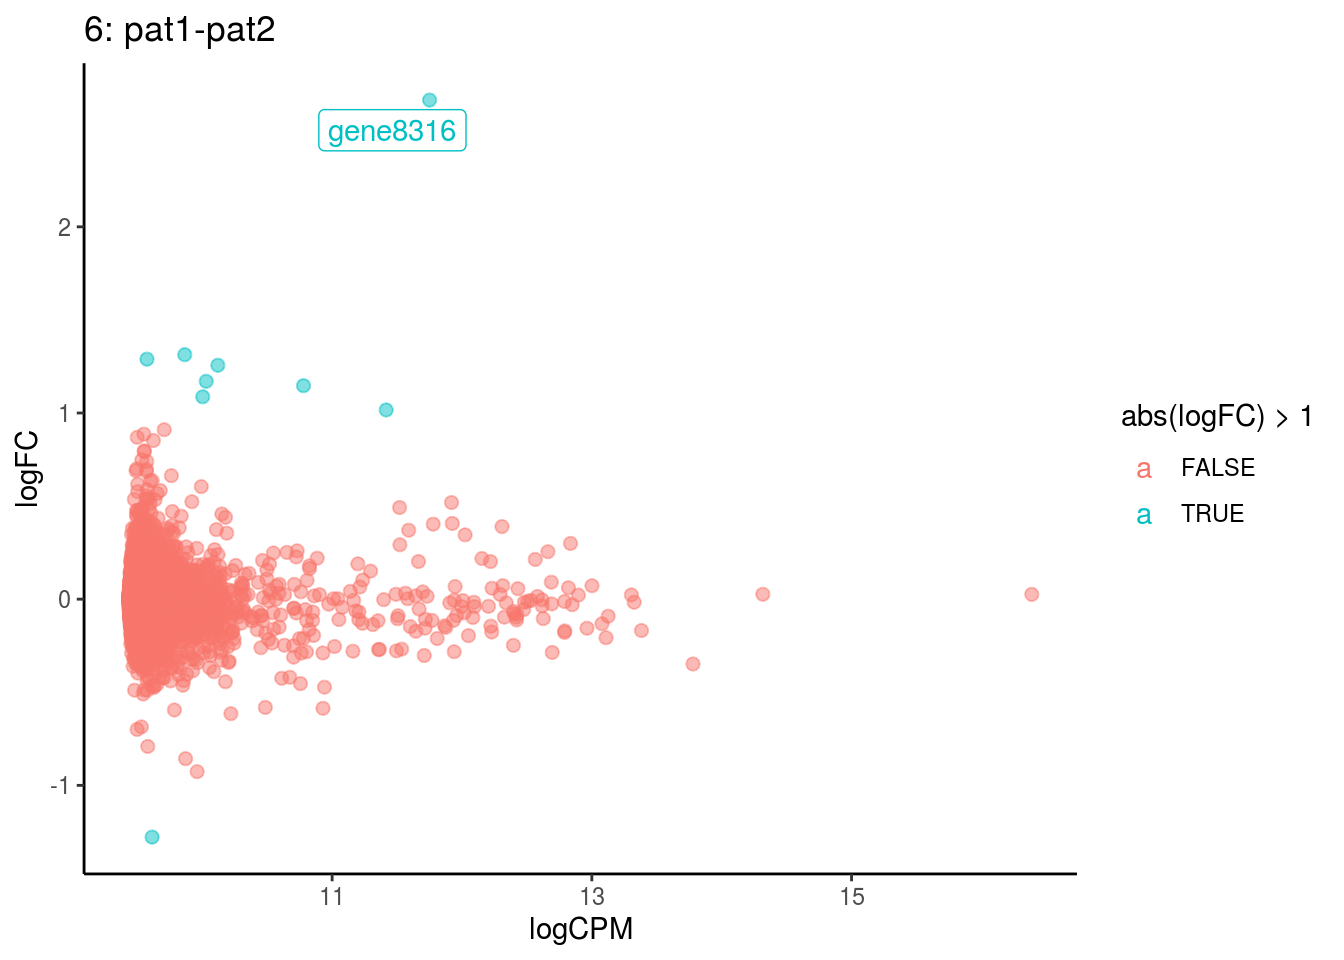 6: pat1-pat2
gene8316
2
1
0
-1
logFC
11
13
15
logCPM
abs(logFC) > 1
a FALSE
a TRUE